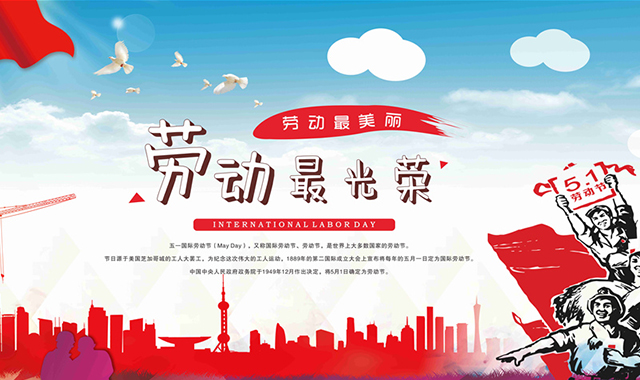 劳动最美丽
劳动最光荣
INTERNATIONAL LABOR DAY
五一国际劳动节（May Day），又称国际劳动节、劳动节，是世界上大多数国家的劳动节。
节日源于美国芝加哥城的工人大罢工，为纪念这次伟大的工人运动，1889年的第二国际成立大会上宣布将每年的五月一日定为国际劳动节。
中国中央人民政府政务院于1949年12月作出决定，将5月1日确定为劳动节。
5.1
劳动节